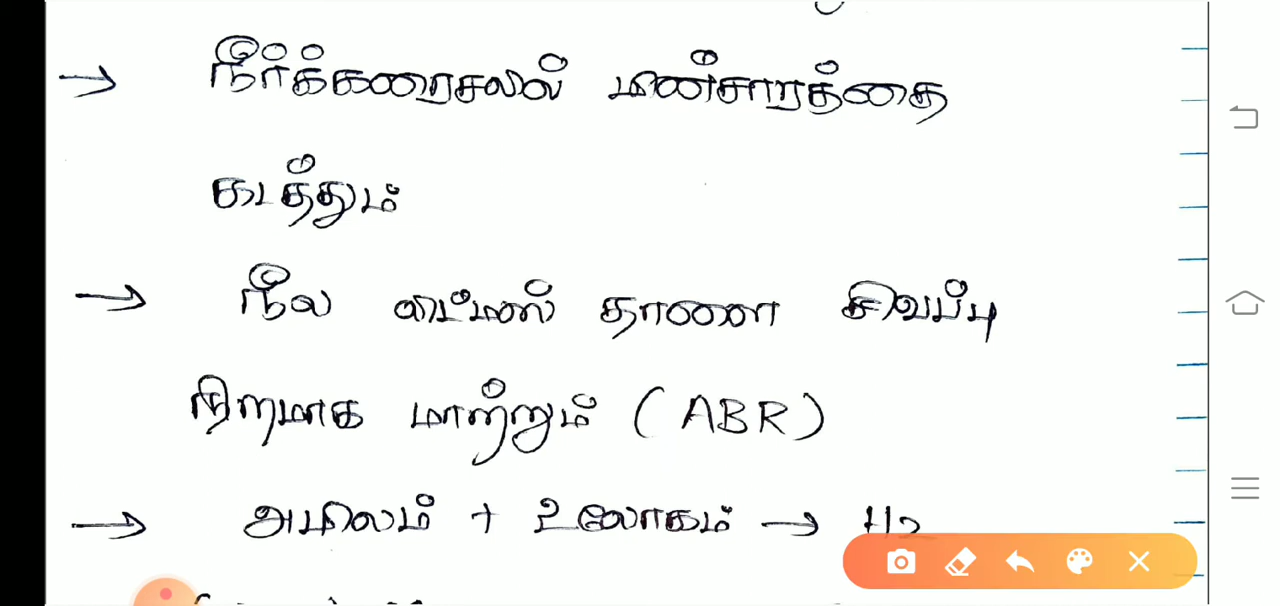 → நீர்க்கரைசலில் மின்சாரத்தை
கடத்தும்
→ நீல லிட்மஸ் தாளை சிவப்பு
நிறமாக மாற்றும் (ABR)
→ அமிலம் + உலோகம் → H2